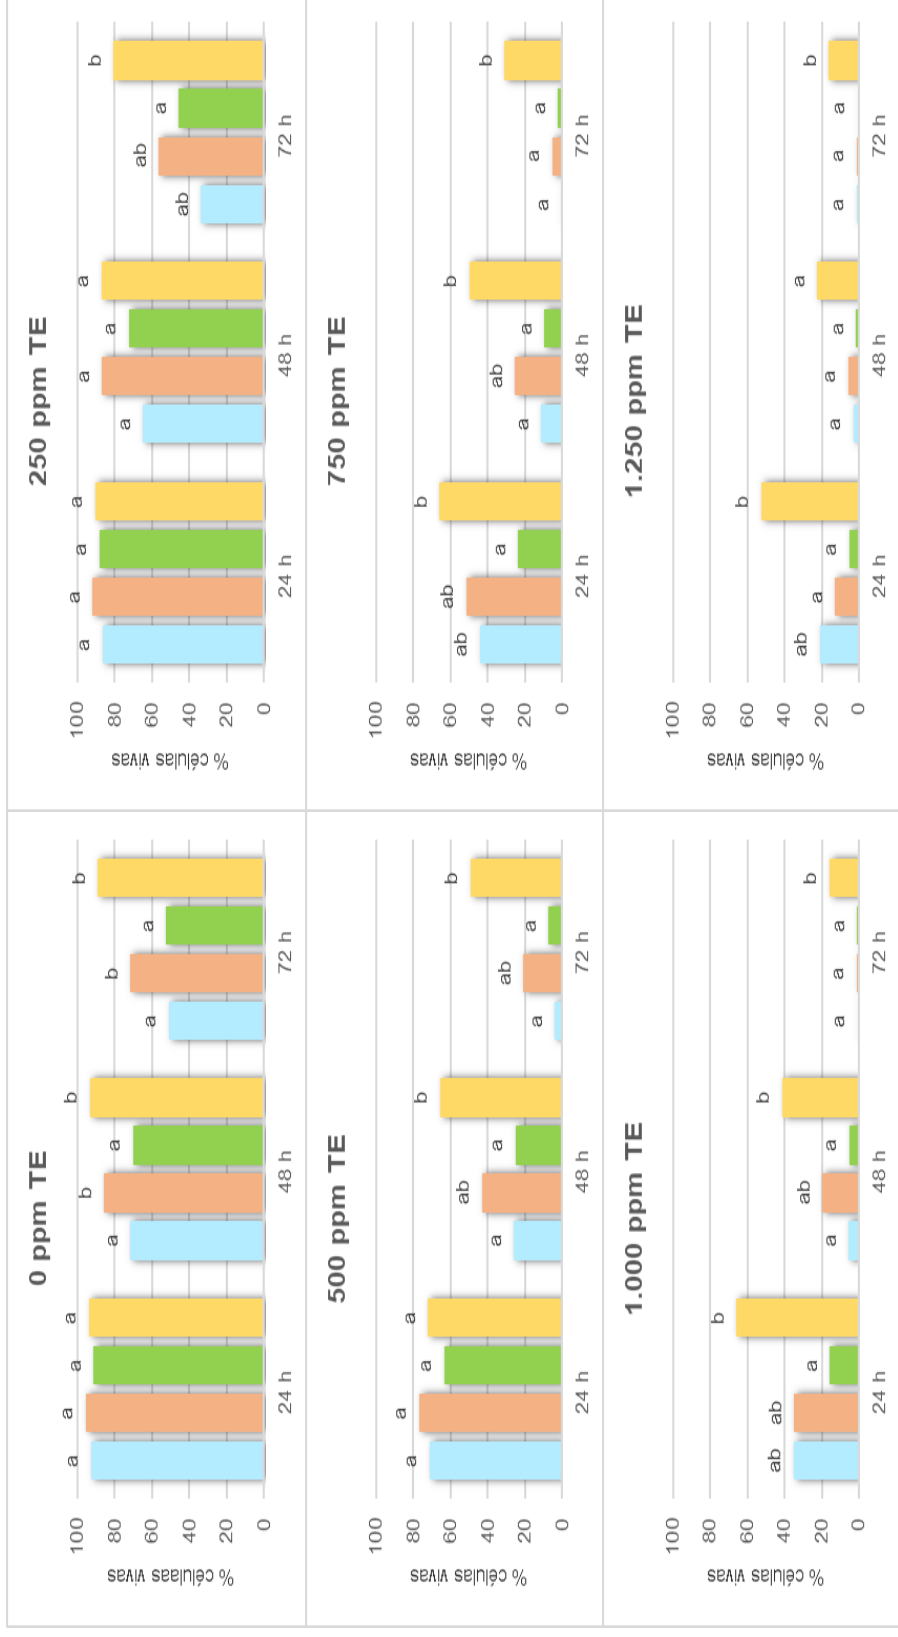 0 ppm TE
% célulaas vivas
100
80
60
40
20
0
a a a a
a b a b
a b a b
24 h 48 h 72 h
250 ppm TE
% células vivas
100
80
60
40
20
0
a a a a
a a a a
ab ab a b
24 h 48 h 72 h
500 ppm TE
% células vivas
100
80
60
40
20
0
a a a a
a ab a b
a ab a b
24 h 48 h 72 h
750 ppm TE
% células vivas
100
80
60
40
20
0
ab ab a b
a ab a b
a a a b
24 h 48 h 72 h
1.000 ppm TE
% células vivas
100
80
60
40
20
0
ab ab a b
a ab a b
a a a b
24 h 48 h 72 h
1.250 ppm TE
% células vivas
100
80
60
40
20
0
ab a a b
a a a a
a a a b
24 h 48 h 72 h